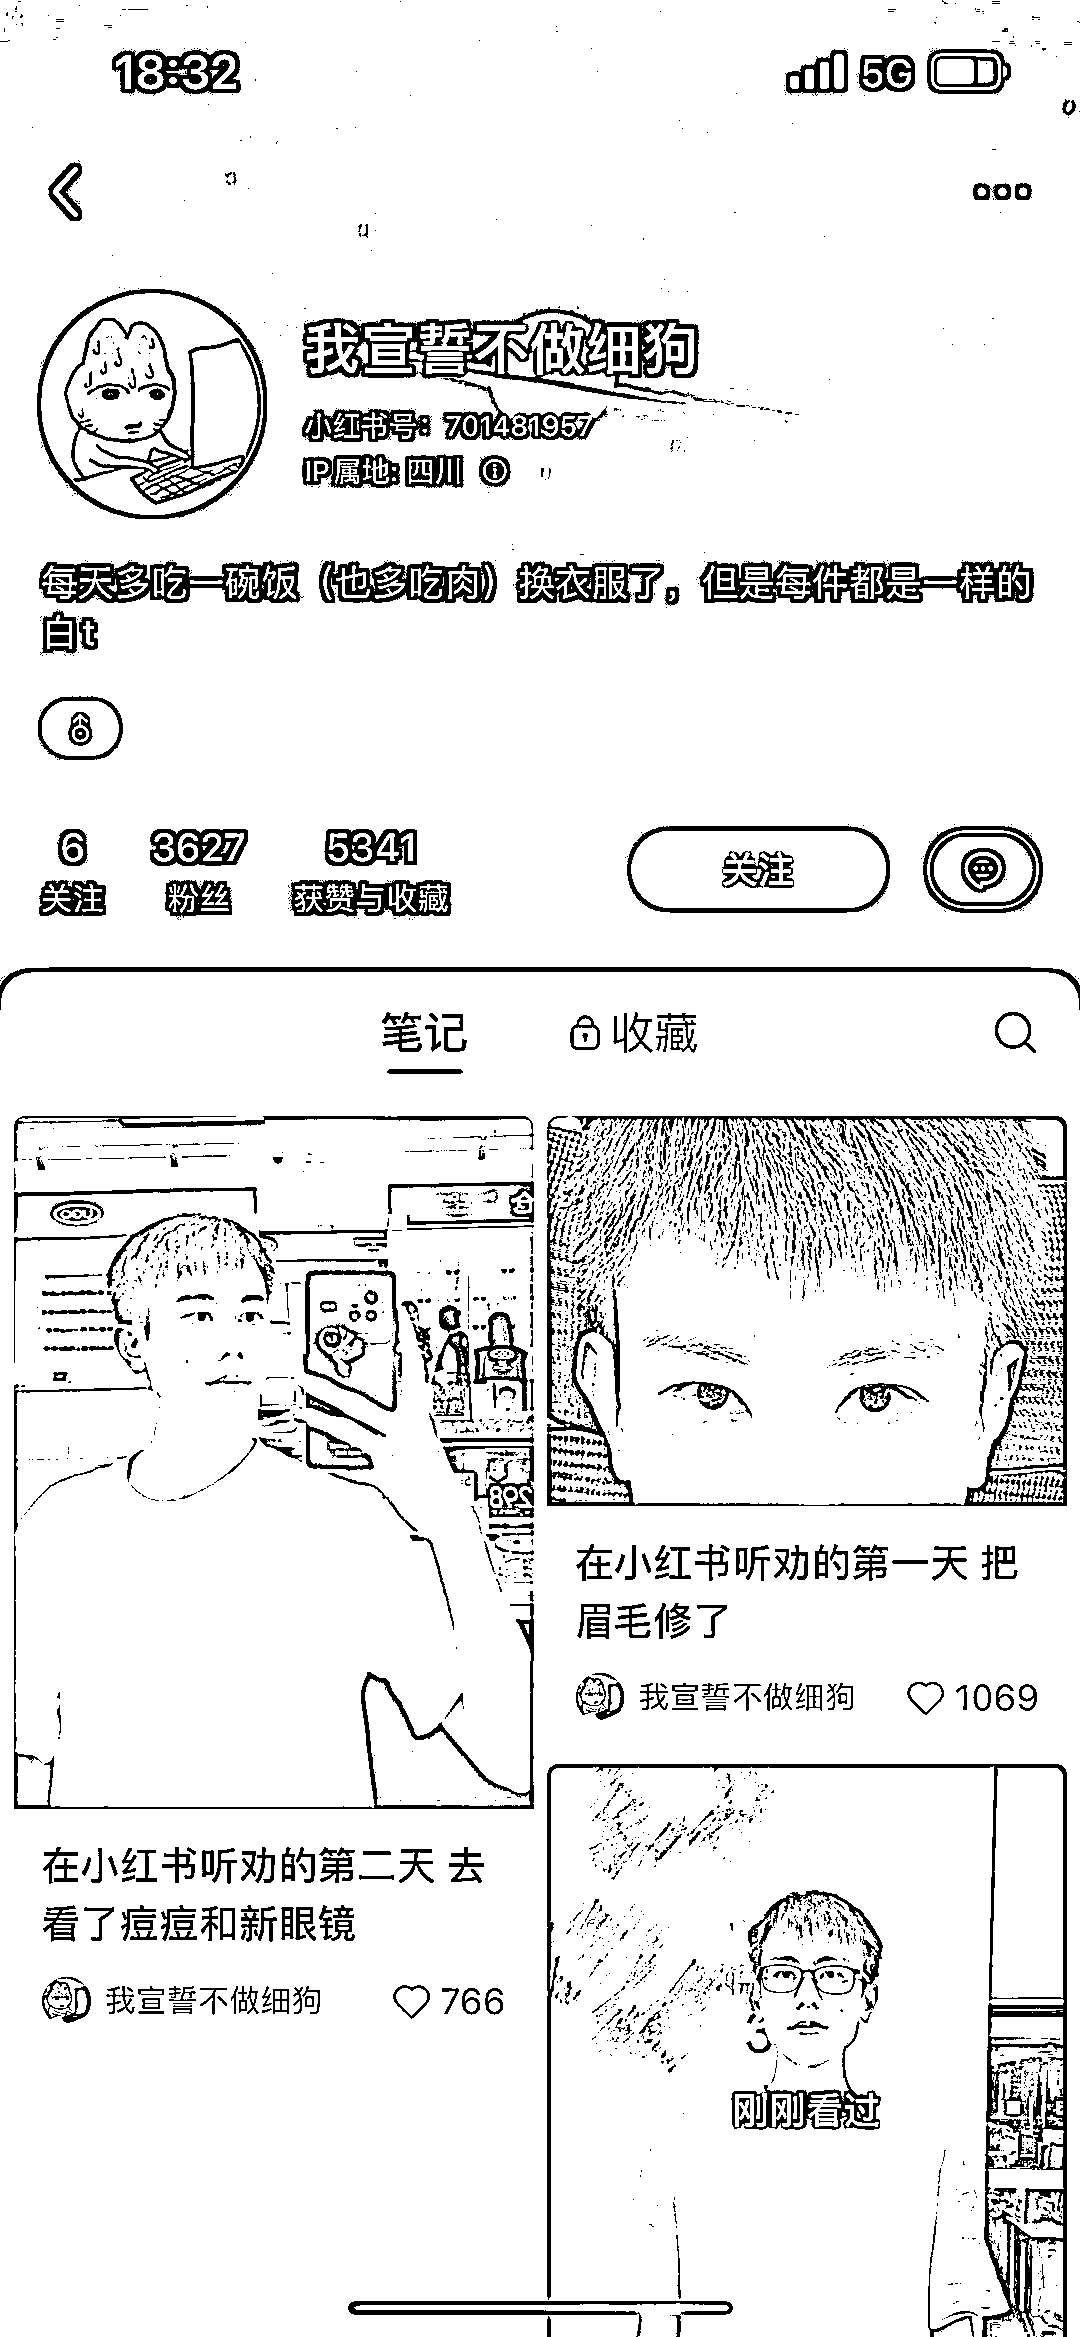 18:32
5G
我宣誓不做细狗
小红书号：701481957
IP属地：四川
每天多吃一碗饭（也多吃肉）换衣服了，但是每件都是一样的
白t
6 3627 5341
关注 粉丝 获赞与收藏
关注
笔记 收藏
298
在小红书听劝的第一天 把
眉毛修了
我宣誓不做细狗 1069
在小红书听劝的第二天 去
看了痘痘和新眼镜
我宣誓不做细狗 766
刚刚看过